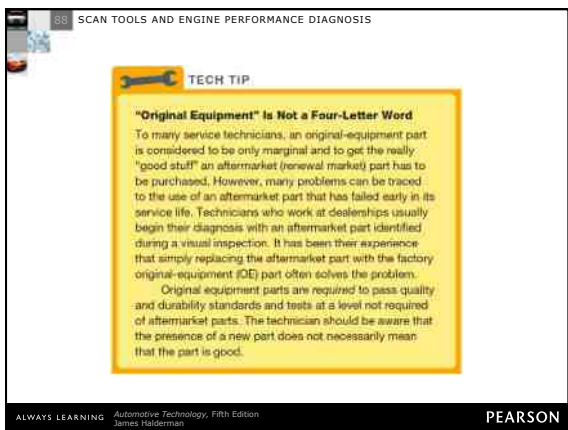 88 SCAN TOOLS AND ENGINE PERFORMANCE DIAGNOSIS
TECH TIP
"Original Equipment" Is Not a Four-Letter Word
To many service technicians, an original-equipment part
is considered to be only marginal and to get the really
"good stuff" an aftermarket (renewal market) part has to
be purchased. However, many problems can be traced
to the use of an aftermarket part that has failed early in its
service life. Technicians who work at dealerships usually
begin their diagnosis with an aftermarket part identified
during a visual inspection. It has been their experience
that simply replacing the aftermarket part with the factory
original-equipment (OE) part often solves the problem.
Original equipment parts are required to pass quality
and durability standards and tests at a level not required
of aftermarket parts. The technician should be aware that
the presence of a new part does not necessarily mean
that the part is good.
ALWAYS LEARNING
Automotive Technology, Fifth Edition
James Halderman
PEARSON